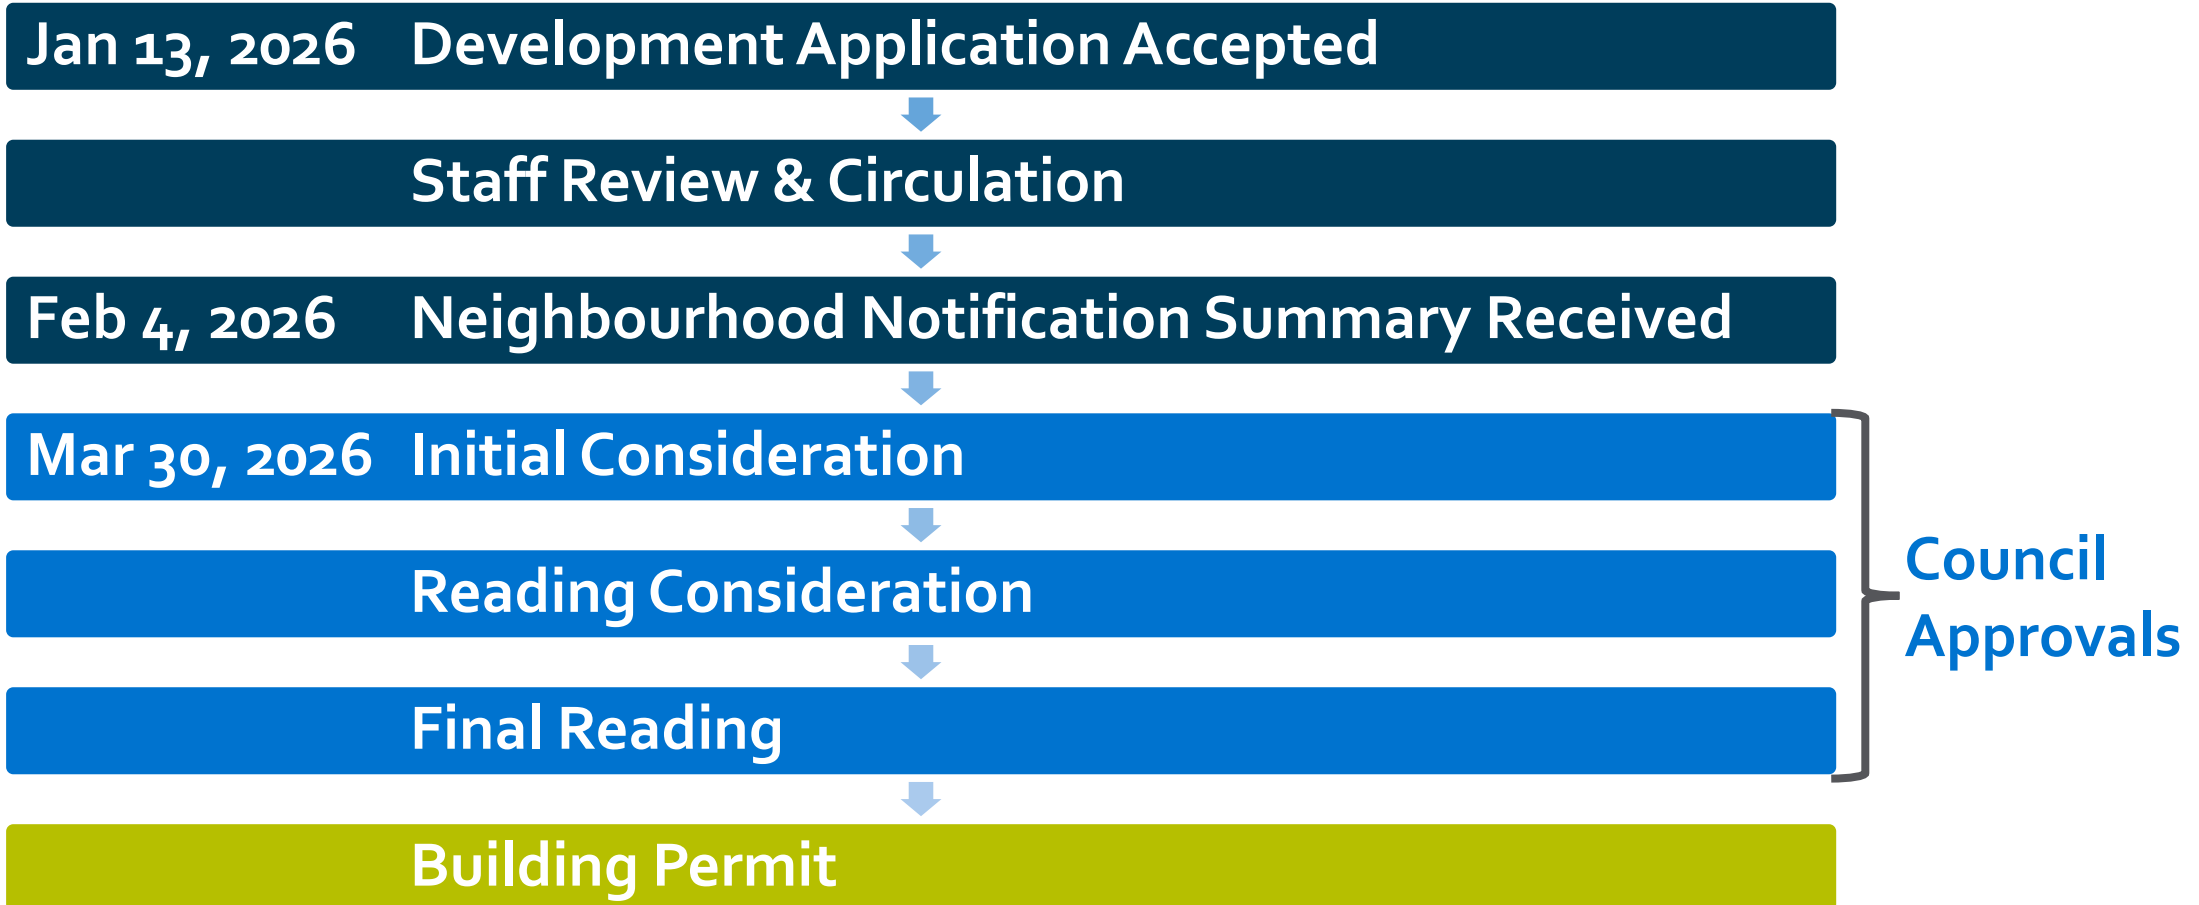 Jan 13, 2026 Development Application Accepted
Staff Review & Circulation
Feb 4, 2026 Neighbourhood Notification Summary Received
Mar 30, 2026 Initial Consideration
Reading Consideration
Final Reading
Building Permit
Council
Approvals